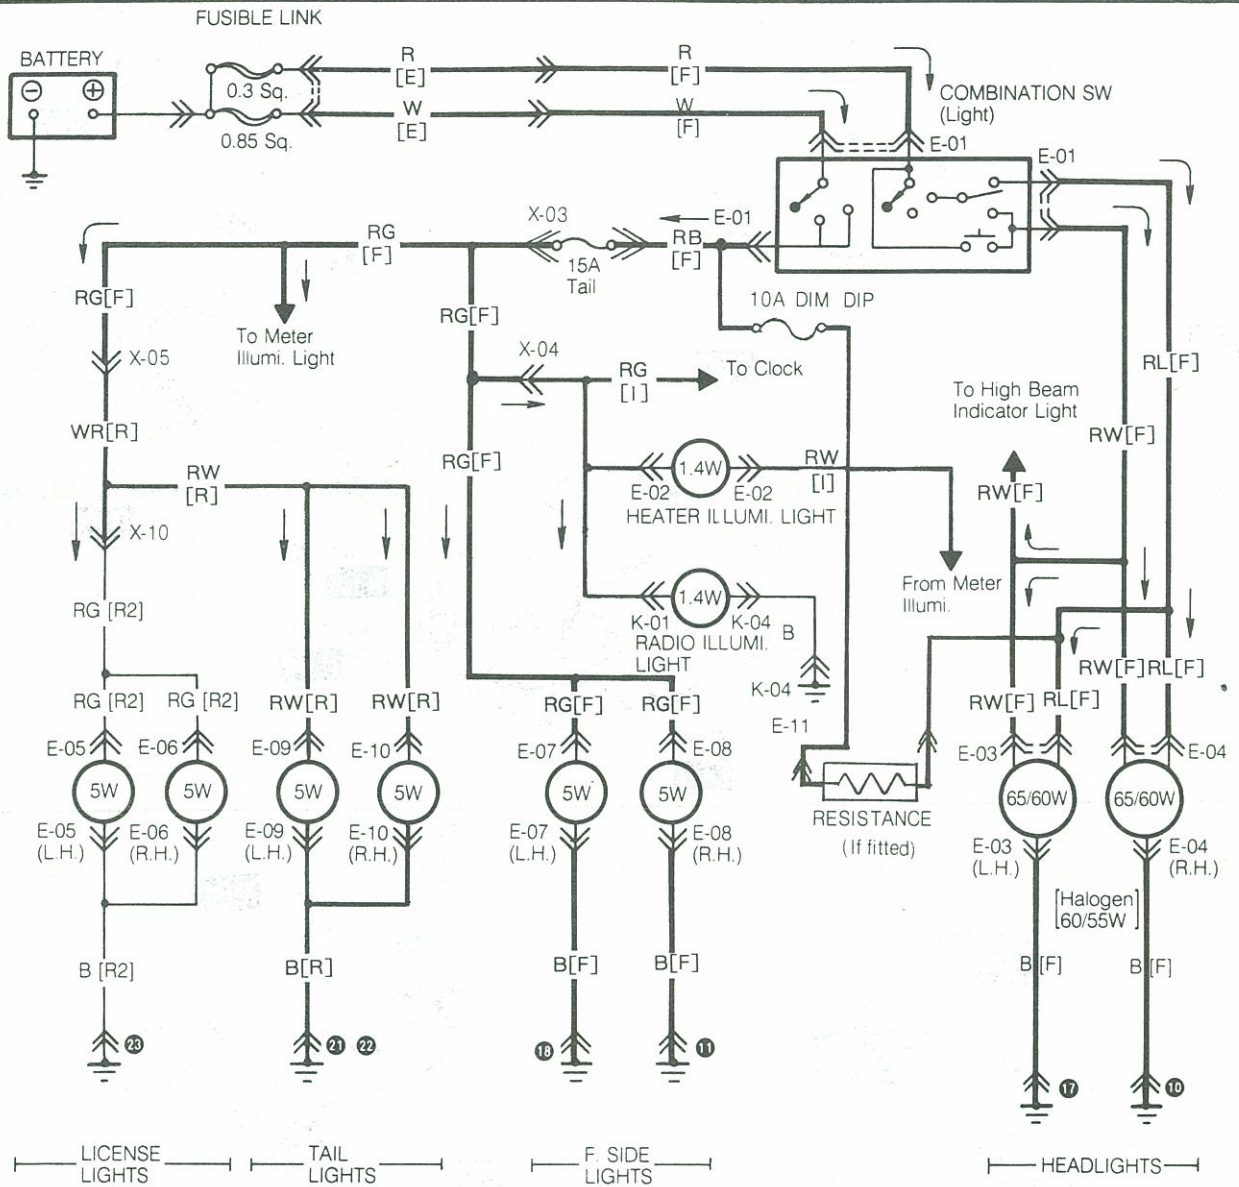 FUSIBLE LINK
BATTERY
0.3 Sq.
0.85 Sq.
R
[E]
W
[E]
R
[F]
W
[F]
COMBINATION SW
(Light)
E-01
E-01
X-03
E-01
RG
[F]
15A
Tail
RB
[F]
10A DIM DIP
RG[F]
To Meter
Illumi. Light
RG[F]
X-05
X-04
RG
[I]
To Clock
RL[F]
To High Beam
Indicator Light
WR[R]
RW[F]
RW
[R]
RG[F]
1.4W
E-02
E-02
RW
[I]
HEATER ILLUMI. LIGHT
RW[F]
X-10
From Meter
Illumi.
RG [R2]
1.4W
K-01
K-04
B
RADIO ILLUMI.
LIGHT
K-04
RG [R2]
RG [R2]
RW[R]
RW[R]
RG[F]
RG[F]
E-11
RW[F]
RL[F]
RW[F]
RL[F]
E-05
E-06
E-09
E-10
E-07
E-08
E-03
E-04
5W
5W
5W
5W
5W
5W
65/60W
65/60W
RESISTANCE
(If fitted)
E-05
(L.H.)
E-06
(R.H.)
E-09
(L.H.)
E-10
(R.H.)
E-07
(L.H.)
E-08
(R.H.)
E-03
(L.H.)
E-04
(R.H.)
[Halogen]
60/55W
B [R2]
B[R]
B[F]
B[F]
B[F]
B[F]
23
21
22
18
11
17
10
LICENSE
LIGHTS
TAIL
LIGHTS
F. SIDE
LIGHTS
HEADLIGHTS